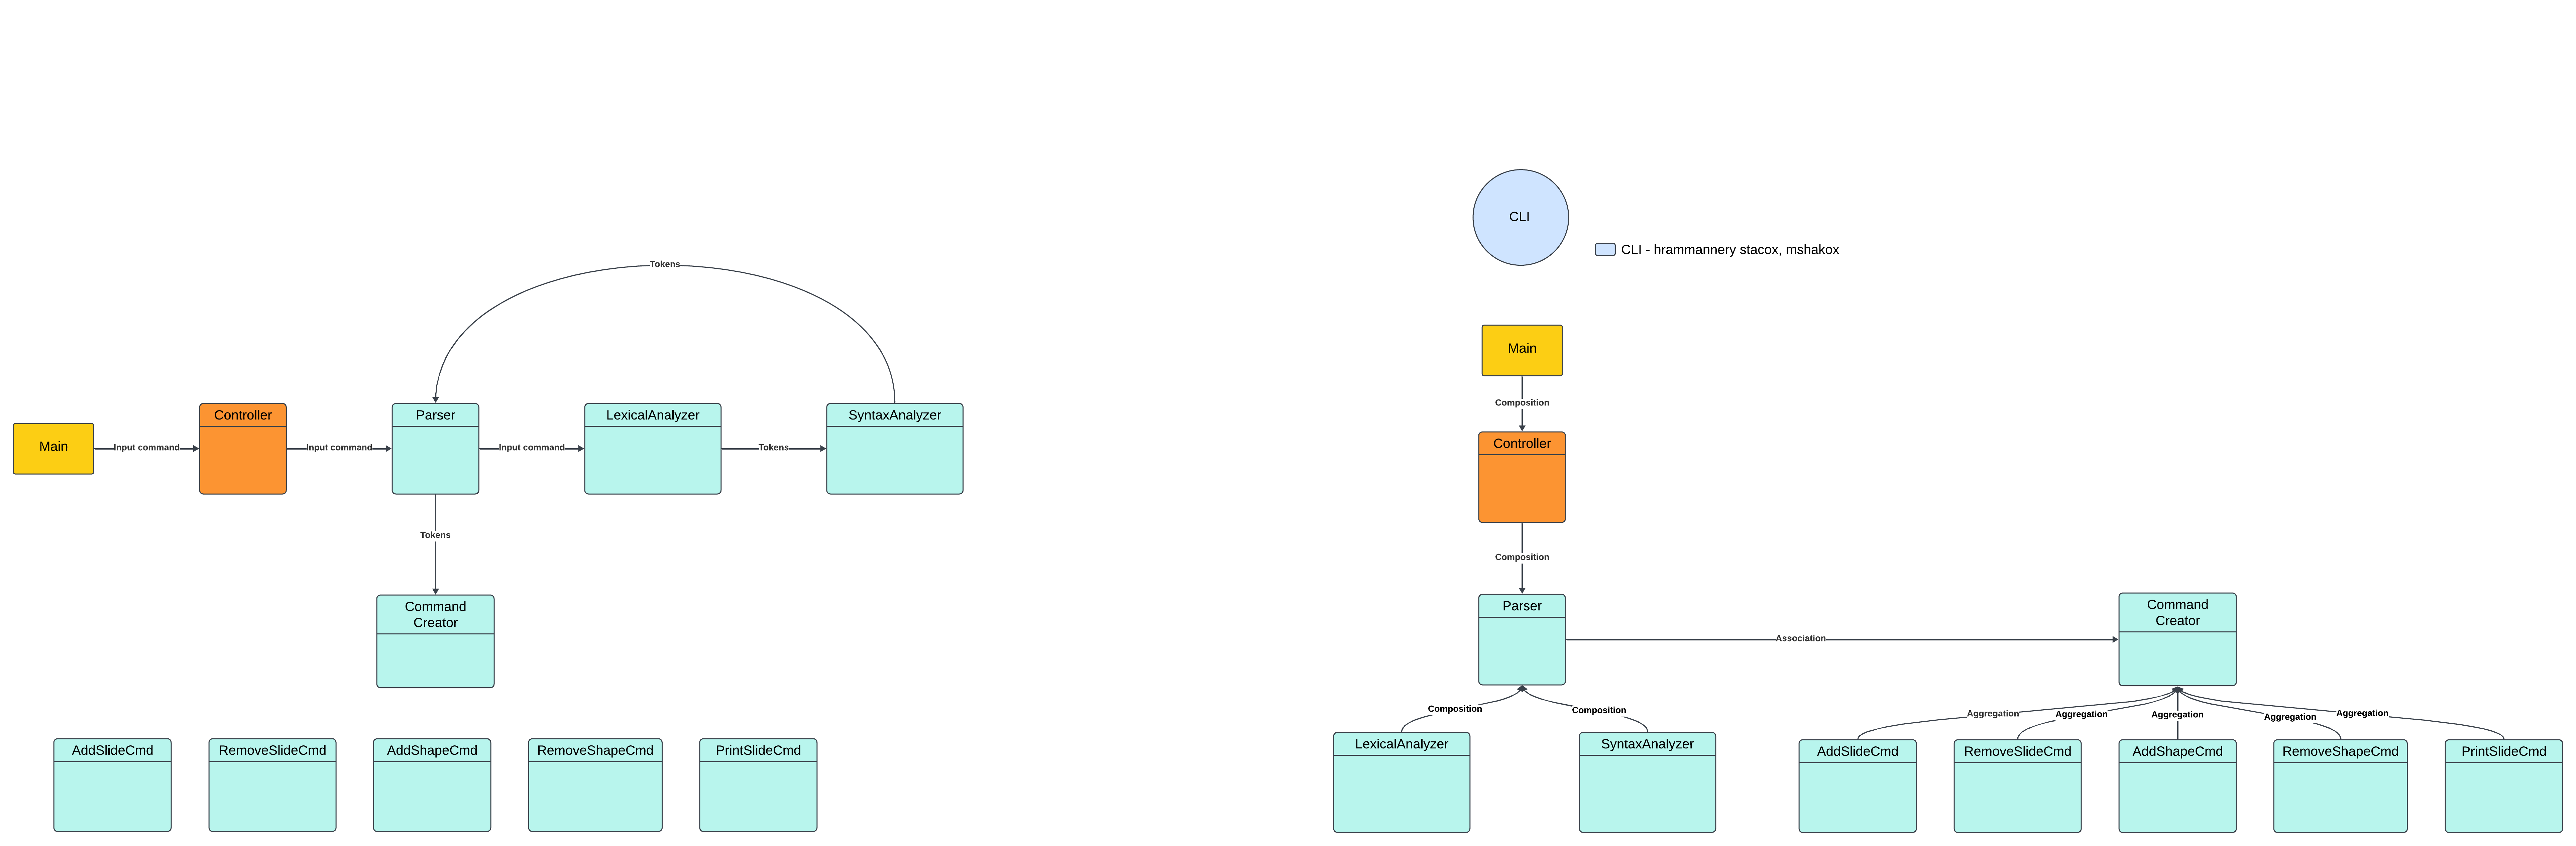 Tokens
Main
Input command
Controller
Input command
Parser
Input command
LexicalAnalyzer
Tokens
SyntaxAnalyzer
Tokens
Command
Creator
AddSlideCmd
RemoveSlideCmd
AddShapeCmd
RemoveShapeCmd
PrintSlideCmd
CLI
CLI - hrammannery stacox, mshakox
Main
Composition
Controller
Composition
Parser
Association
Command
Creator
Composition
Composition
Aggregation
Aggregation
Aggregation
Aggregation
Aggregation
LexicalAnalyzer
SyntaxAnalyzer
AddSlideCmd
RemoveSlideCmd
AddShapeCmd
RemoveShapeCmd
PrintSlideCmd